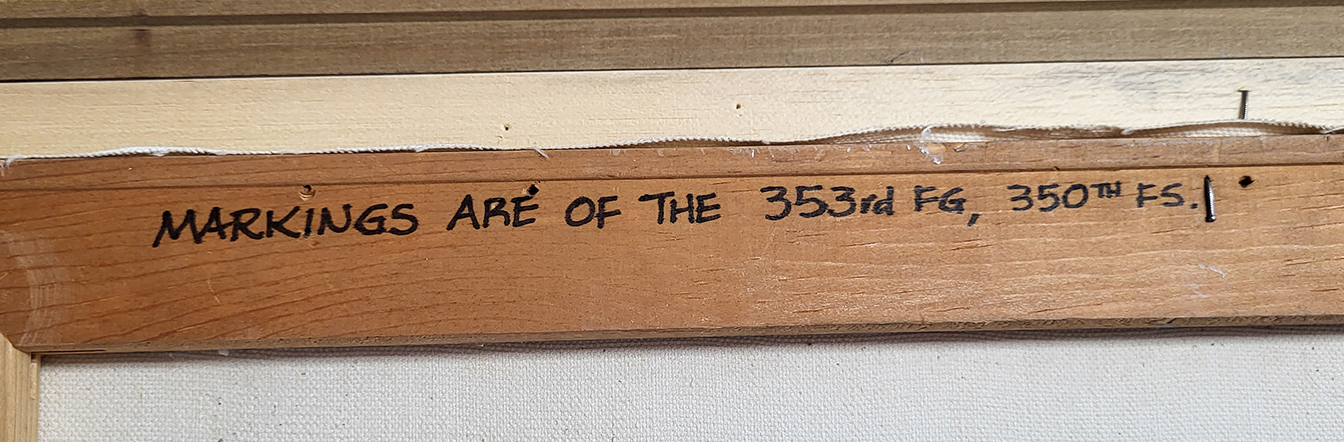 MARKINGS ARE OF THE 353rd FG, 350TH FS.